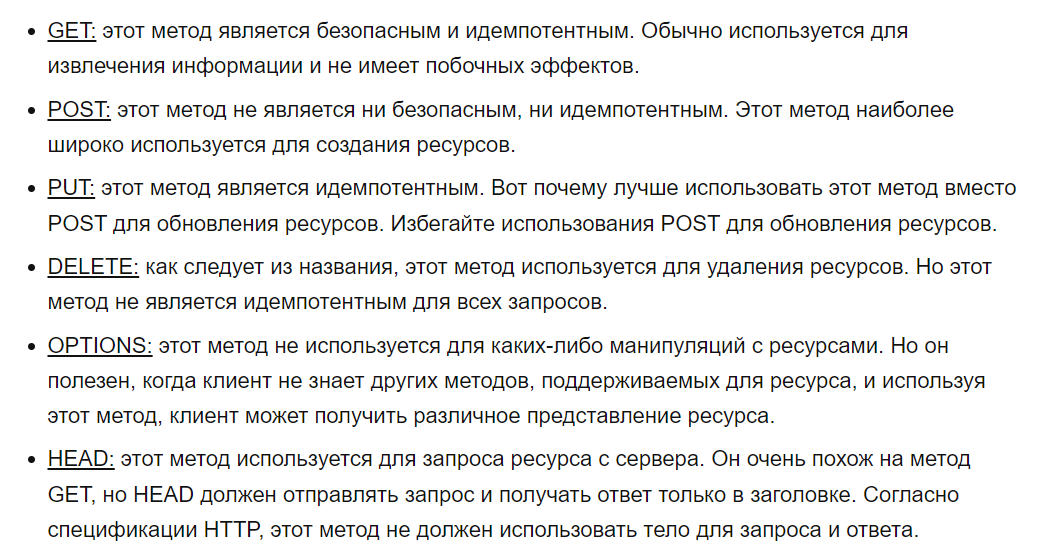 • GET: этот метод является безопасным и идемпотентным. Обычно используется для
извлечения информации и не имеет побочных эффектов.
• POST: этот метод не является ни безопасным, ни идемпотентным. Этот метод наиболее
широко используется для создания ресурсов.
• PUT: этот метод является идемпотентным. Вот почему лучше использовать этот метод вместо
POST для обновления ресурсов. Избегайте использования POST для обновления ресурсов.
• DELETE: как следует из названия, этот метод используется для удаления ресурсов. Но этот
метод не является идемпотентным для всех запросов.
• OPTIONS: этот метод не используется для каких-либо манипуляций с ресурсами. Но он
полезен, когда клиент не знает других методов, поддерживаемых для ресурса, и используя
этот метод, клиент может получить различное представление ресурса.
• HEAD: этот метод используется для запроса ресурса с сервера. Он очень похож на метод
GET, но HEAD должен отправлять запрос и получать ответ только в заголовке. Согласно
спецификации HTTP, этот метод не должен использовать тело для запроса и ответа.